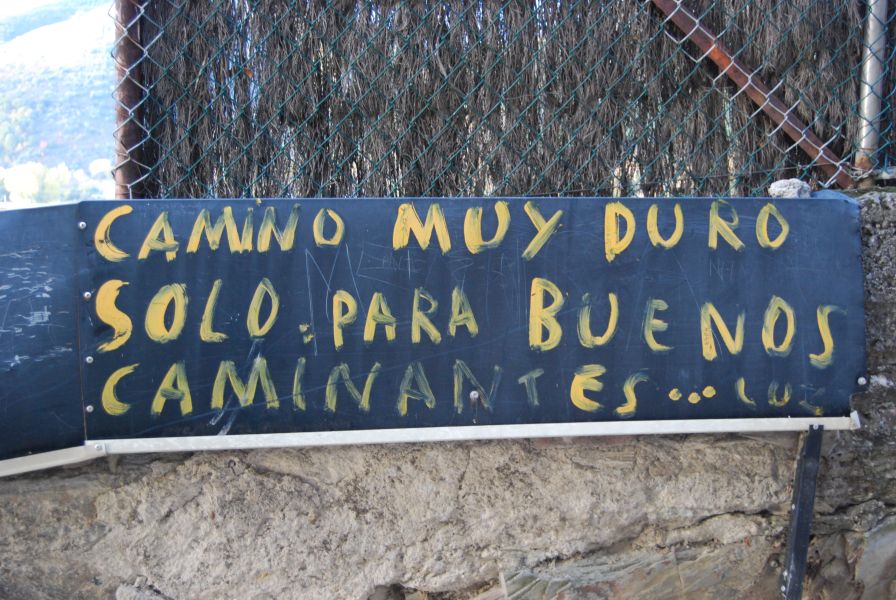 CAMINO MUY DURO
SOLO PARA BUENOS
CAMINANTES...